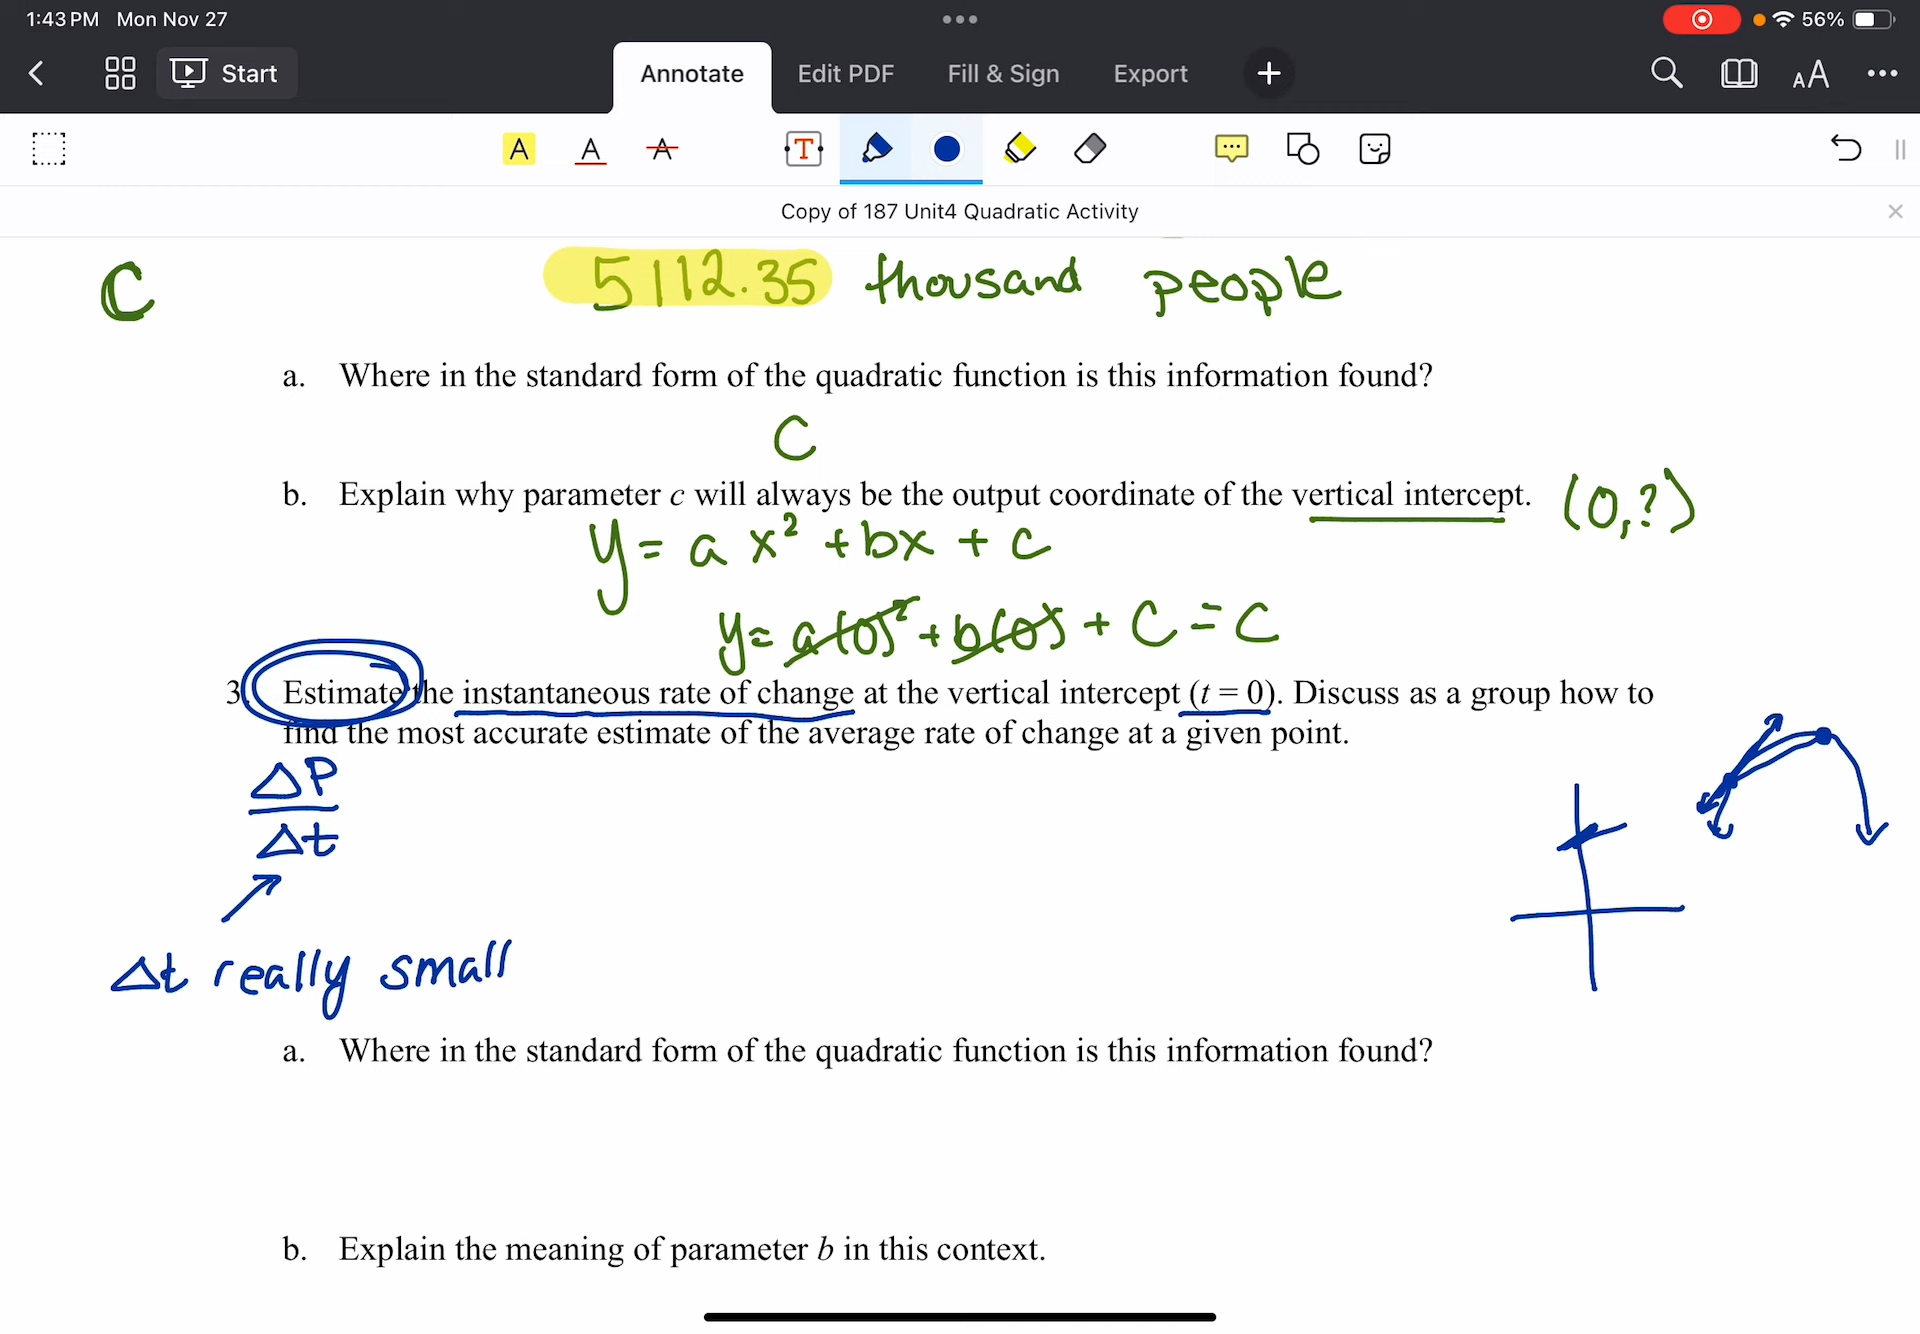 1:43 PM Mon Nov 27
56%
Start
Annotate
Edit PDF
Fill & Sign
Export
Copy of 187 Unit4 Quadratic Activity
C
5112.35 thousand people
a. Where in the standard form of the quadratic function is this information found?
C
b. Explain why parameter c will always be the output coordinate of the vertical intercept. (0,?)
y = ax² + bx + c
y = a(0)² + b(0) + C = C
3. Estimate the instantaneous rate of change at the vertical intercept (t = 0). Discuss as a group how to
find the most accurate estimate of the average rate of change at a given point.
ΔP
Δt
Δt really small
a. Where in the standard form of the quadratic function is this information found?
b. Explain the meaning of parameter b in this context.